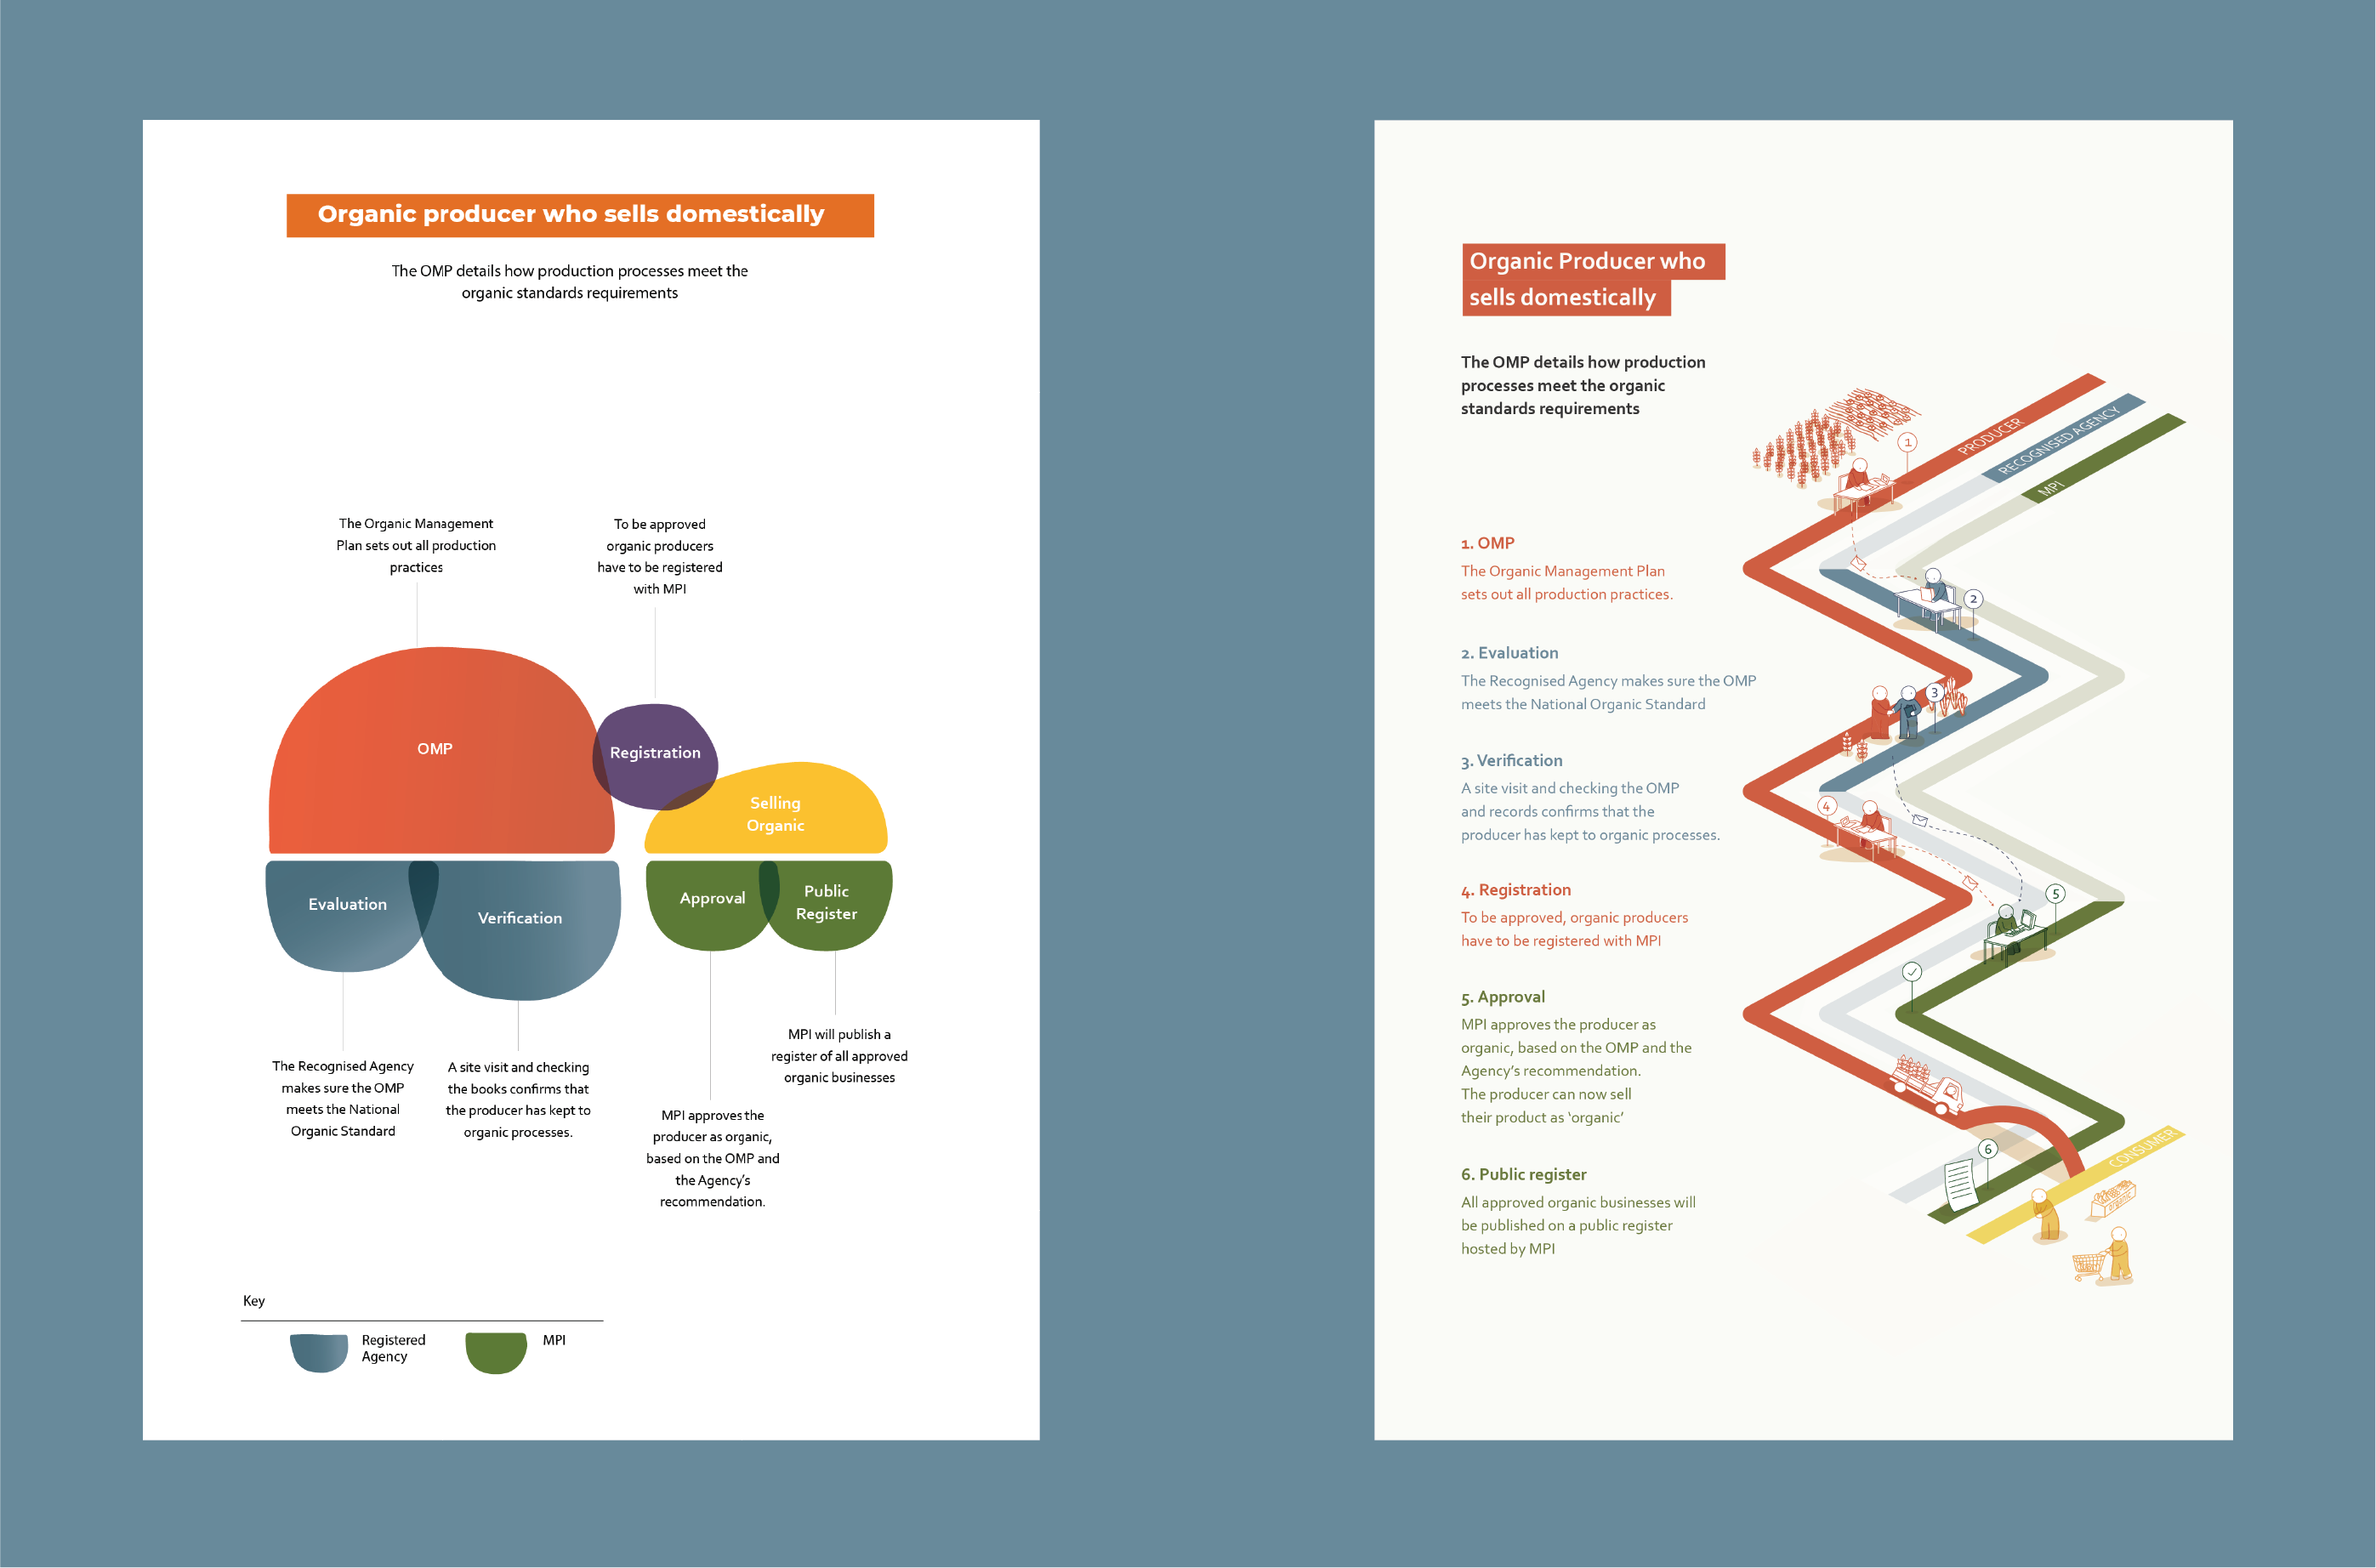 Organic producer who sells domestically
The OMP details how production processes meet the
organic standards requirements
The Organic Management
Plan sets out all production
practices
To be approved
organic producers
have to be registered
with MPI
OMP
Registration
Selling
Organic
Evaluation
Verification
Approval
Public
Register
The Recognised Agency
makes sure the OMP
meets the National
Organic Standard
A site visit and checking
the books confirms that
the producer has kept to
organic processes.
MPI approves the
producer as organic,
based on the OMP and
the Agency's
recommendation.
MPI will publish a
register of all approved
organic businesses
Key
Registered
Agency
MPI
Organic Producer who
sells domestically
The OMP details how production
processes meet the organic
standards requirements
PRODUCER
RECOGNISED AGENCY
MPI
1
2
3
4
5
6
1. OMP
The Organic Management Plan
sets out all production practices.
2. Evaluation
The Recognised Agency makes sure the OMP
meets the National Organic Standard
3. Verification
A site visit and checking the OMP
and records confirms that the
producer has kept to organic processes.
4. Registration
To be approved, organic producers
have to be registered with MPI
5. Approval
MPI approves the producer as
organic, based on the OMP and the
Agency's recommendation.
The producer can now sell
their product as 'organic'
6. Public register
All approved organic businesses will
be published on a public register
hosted by MPI
CONSUMER
organic